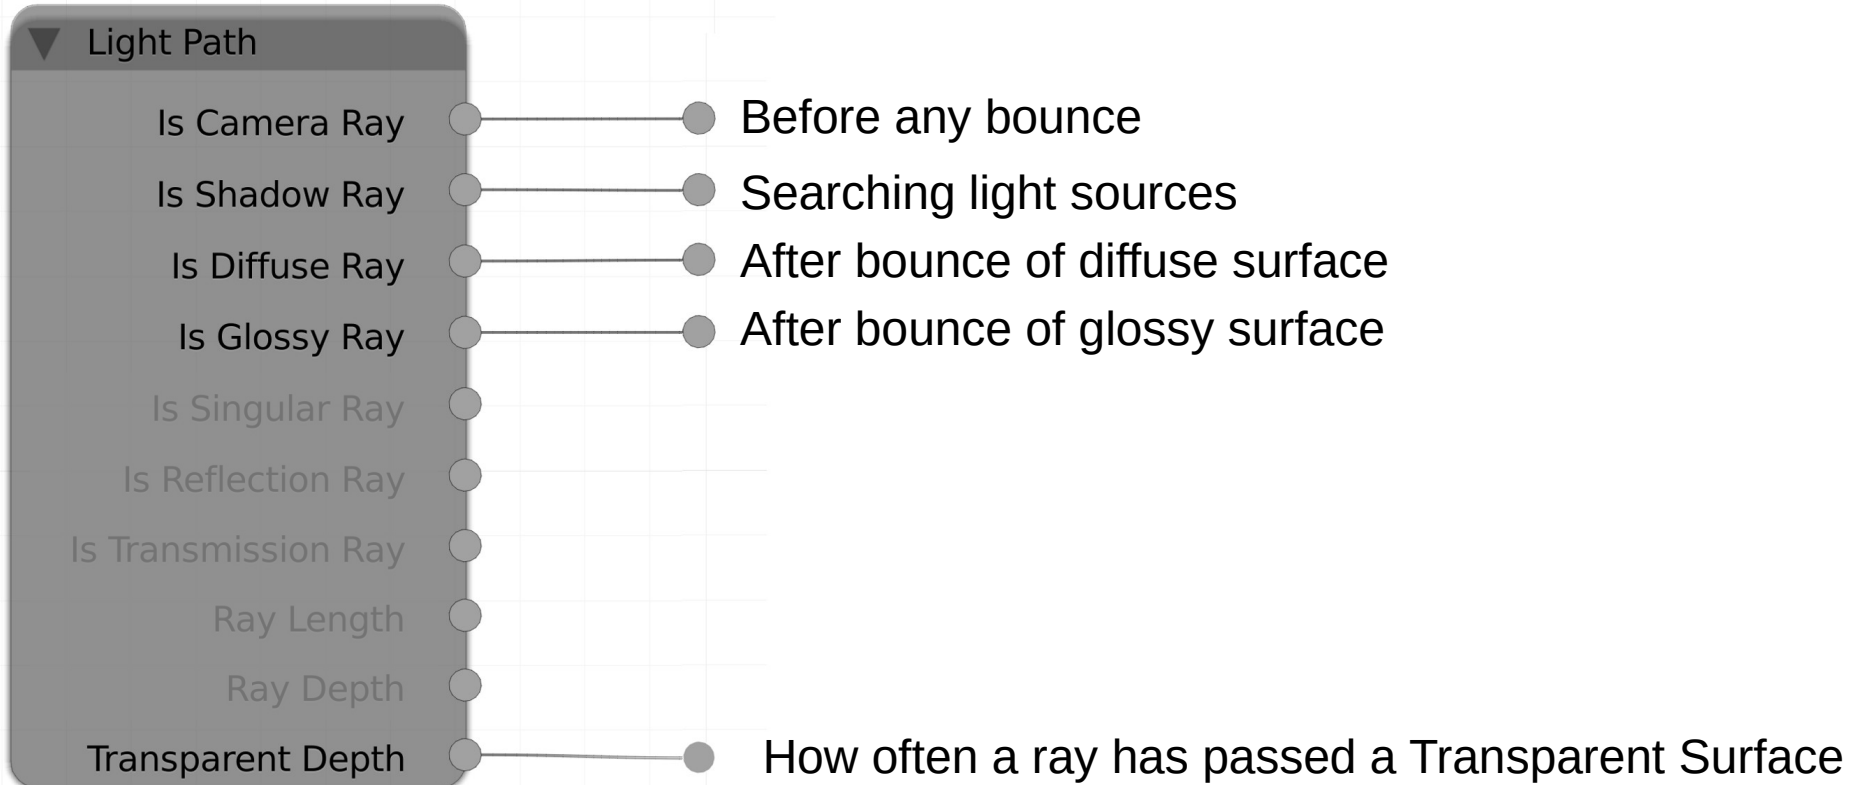 Light Path
Is Camera Ray
Before any bounce
Is Shadow Ray
Searching light sources
Is Diffuse Ray
After bounce of diffuse surface
Is Glossy Ray
After bounce of glossy surface
Is Singular Ray
Is Reflection Ray
Is Transmission Ray
Ray Length
Ray Depth
Transparent Depth
How often a ray has passed a Transparent Surface